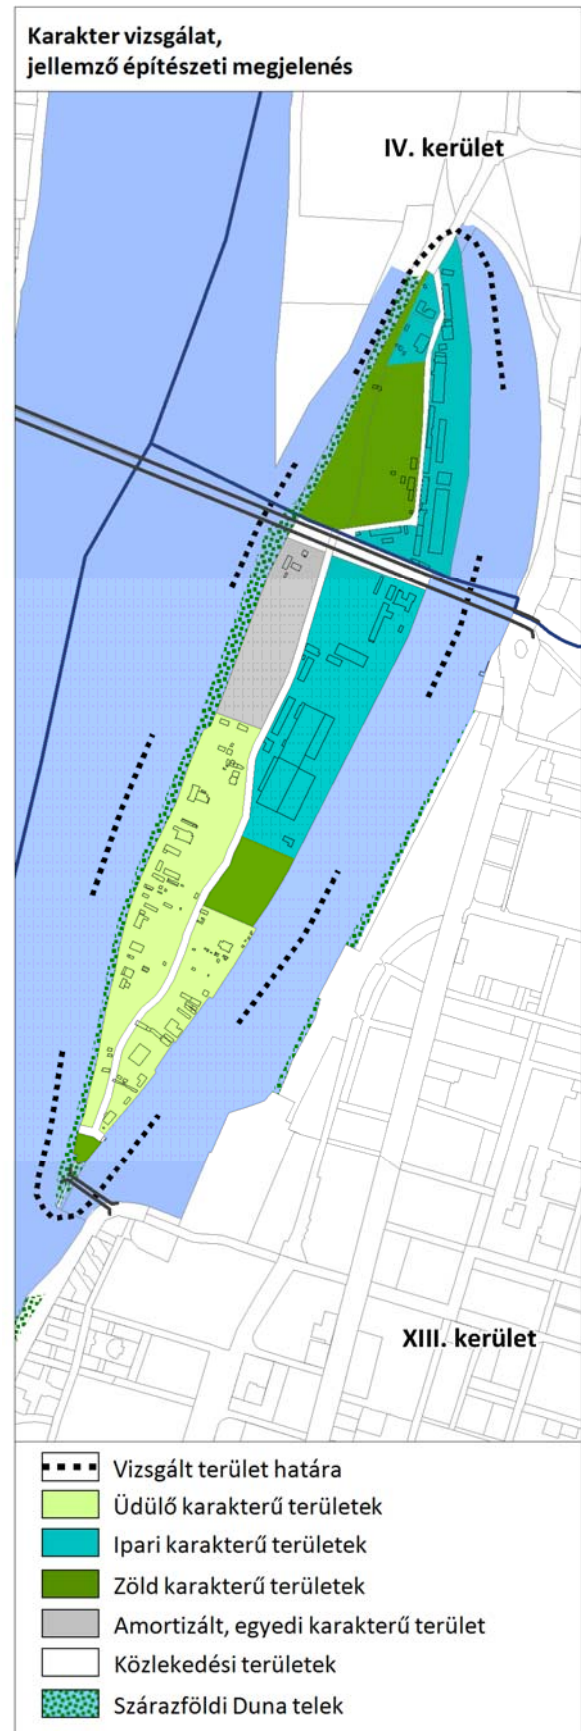 Karakter vizsgálat,
jellemző építészeti megjelenés
IV. kerület
XIII. kerület
Vizsgált terület határa
Üdülő karakterű területek
Ipari karakterű területek
Zöld karakterű területek
Amortizált, egyedi karakterű terület
Közlekedési területek
Szárazföldi Duna telek